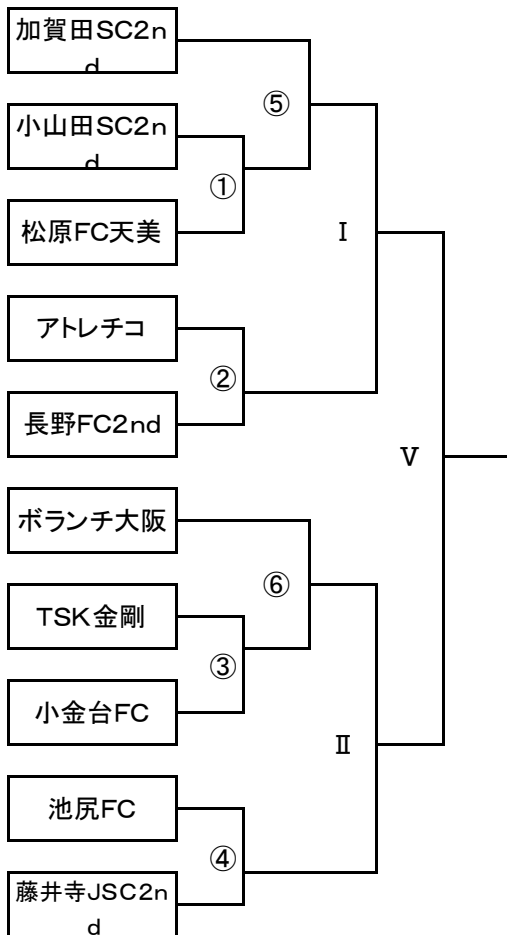 加賀田SC2n
d
⑤
小山田SC2n
d
①
松原FC天美
Ⅰ
アトレチコ
②
長野FC2nd
Ⅴ
ボランチ大阪
⑥
TSK金剛
③
小金台FC
Ⅱ
池尻FC
④
藤井寺JSC2n
d